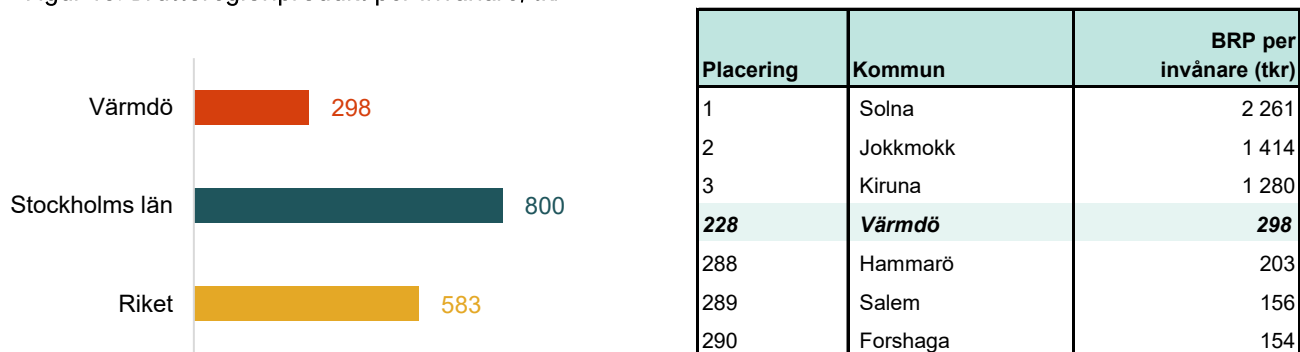 Värmdö 298
Stockholms län 800
Riket 583
BRP per
Placering Kommun invånare (tkr)
1 Solna 2 261
2 Jokkmokk 1 414
3 Kiruna 1 280
228 Värmdö 298
288 Hammarö 203
289 Salem 156
290 Forshaga 154